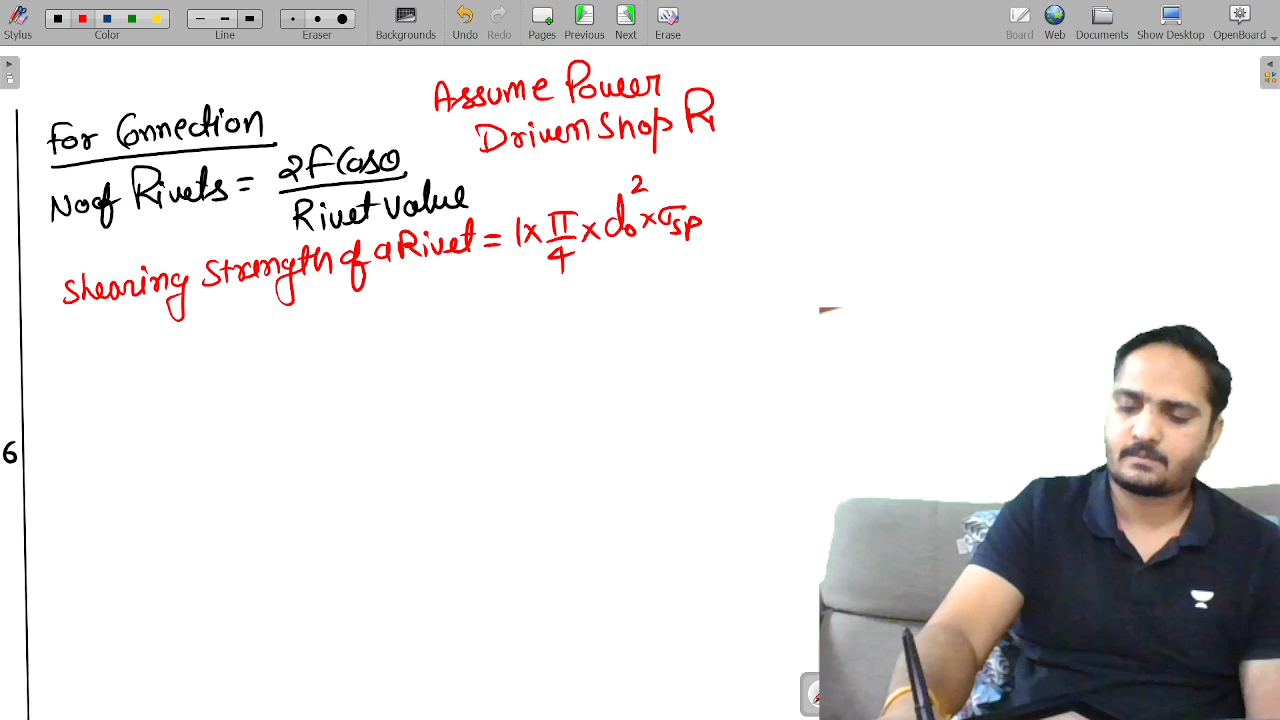 Stylus
Color
Line
Eraser
Backgrounds
Undo
Redo
Pages
Previous
Next
Erase
Board
Web
Documents
Show Desktop
OpenBoard
Assume Power
Driven Shop R
For Connection
No of Rivets = 2F Cosθ / Rivet Value
Shearing Strength of a Rivet = 1 × π/4 × d₀² × σsp
6